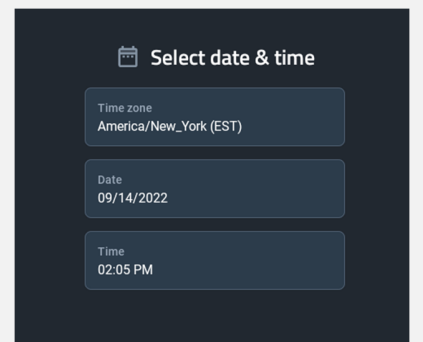 Select date & time
Time zone
America/New_York (EST)
Date
09/14/2022
Time
02:05 PM